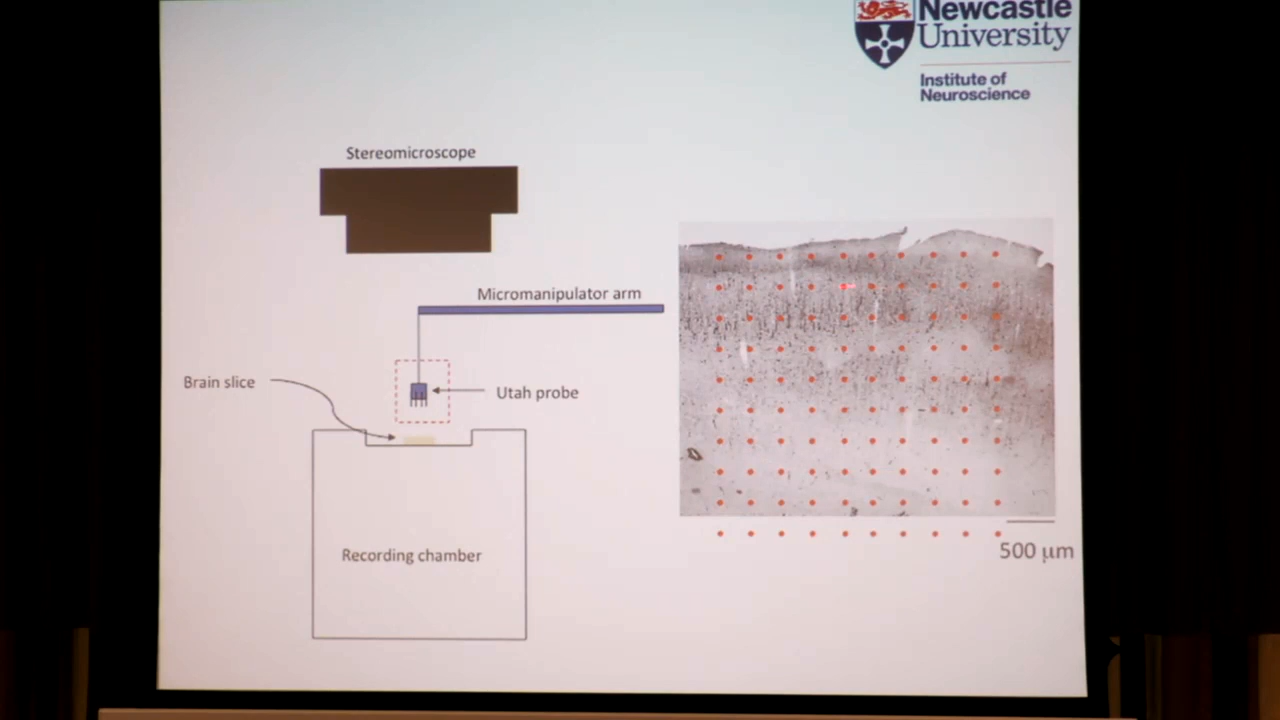 Newcastle
University
Institute of
Neuroscience
Stereomicroscope
Micromanipulator arm
Brain slice
Utah probe
Recording chamber
500 μm